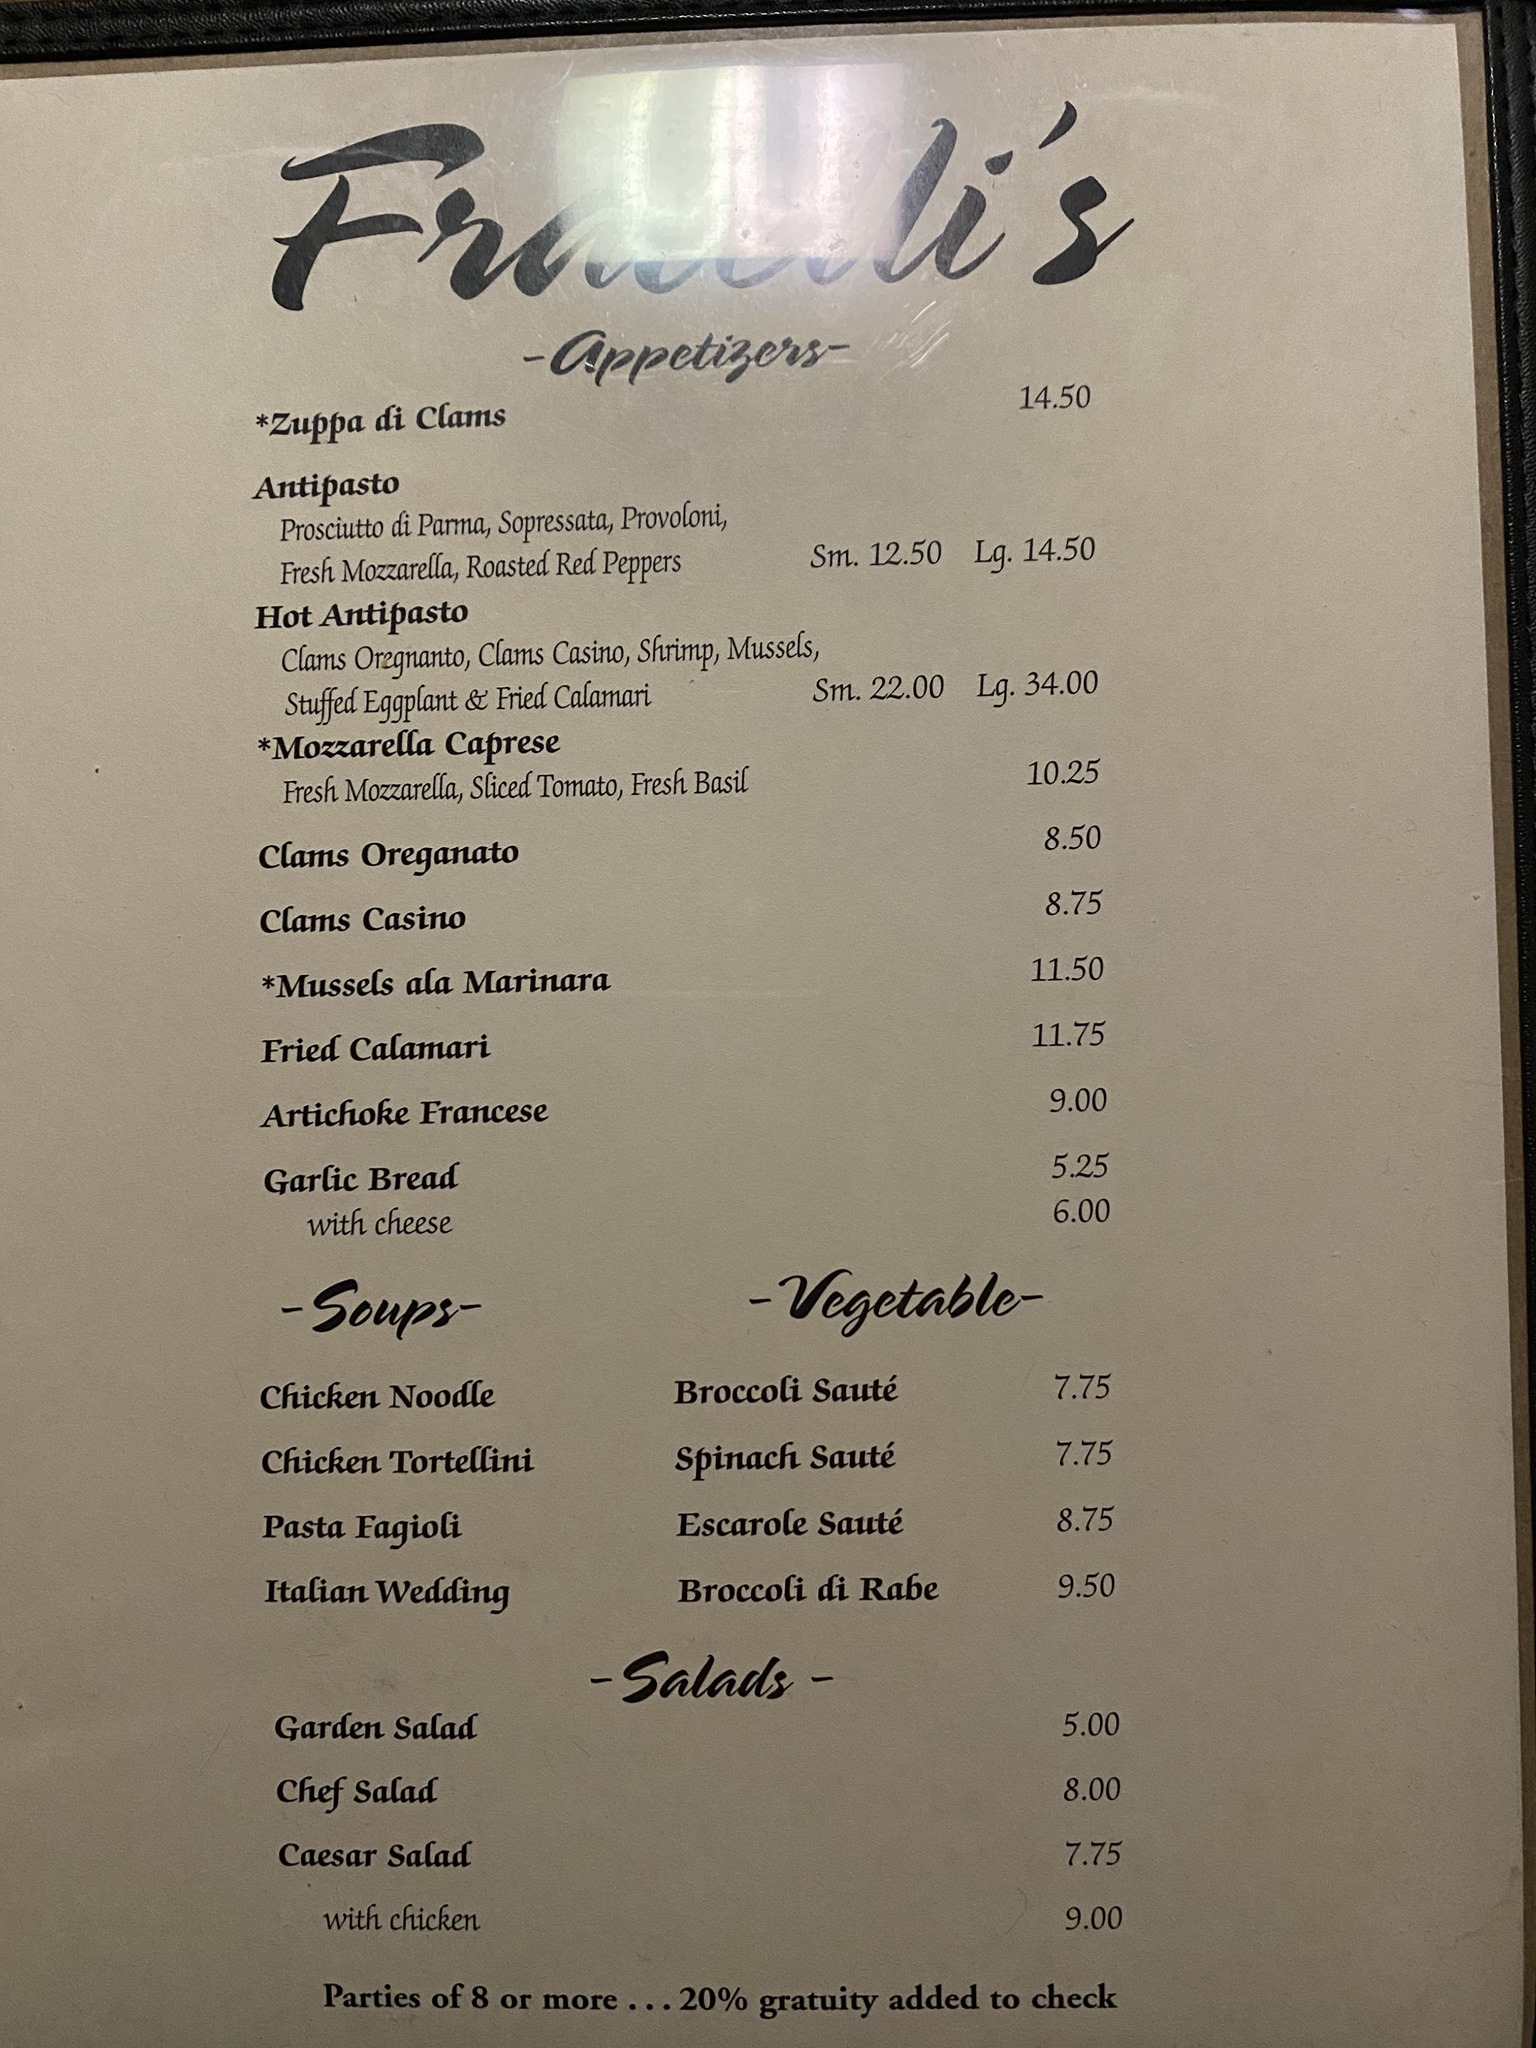 -Appetizers-
*Zuppa di Clams 14.50
Antipasto
Prosciutto di Parma, Sopressata, Provoloni,
Fresh Mozzarella, Roasted Red Peppers Sm. 12.50 Lg. 14.50
Hot Antipasto
Clams Oregnanto, Clams Casino, Shrimp, Mussels,
Stuffed Eggplant & Fried Calamari Sm. 22.00 Lg. 34.00
*Mozzarella Caprese
Fresh Mozzarella, Sliced Tomato, Fresh Basil 10.25
Clams Oreganato 8.50
Clams Casino 8.75
*Mussels ala Marinara 11.50
Fried Calamari 11.75
Artichoke Francese 9.00
Garlic Bread 5.25
with cheese 6.00
-Soups-
Chicken Noodle
Chicken Tortellini
Pasta Fagioli
Italian Wedding
-Vegetable-
Broccoli Sauté 7.75
Spinach Sauté 7.75
Escarole Sauté 8.75
Broccoli di Rabe 9.50
-Salads -
Garden Salad 5.00
Chef Salad 8.00
Caesar Salad 7.75
with chicken 9.00
Parties of 8 or more . . . 20% gratuity added to check